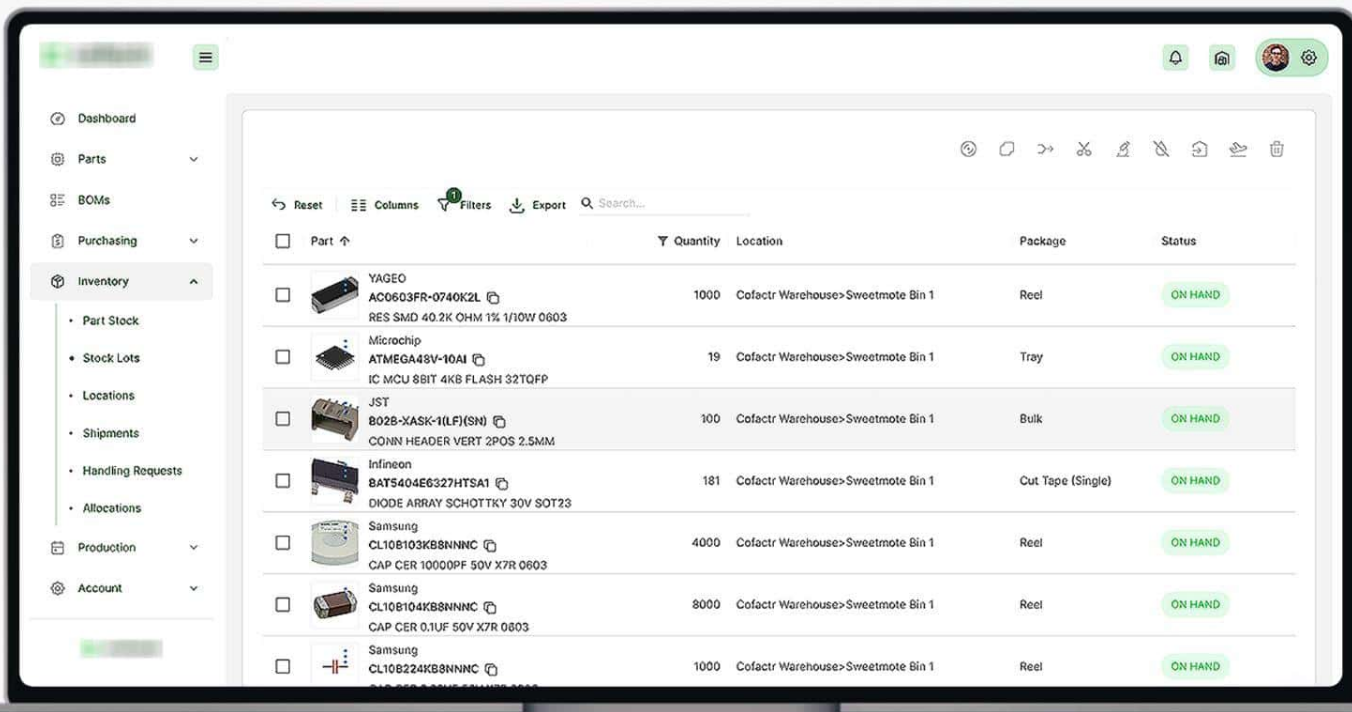 Dashboard
Parts
BOMs
Purchasing
Inventory
Part Stock
Stock Lots
Locations
Shipments
Handling Requests
Allocations
Production
Account
Reset
Columns
1
Filters
Export
Search...
Part Quantity Location Package Status
YAGEO
AC0603FR-0740K2L
RES SMD 40.2K OHM 1% 1/10W 0603
1000 Cofactr Warehouse>Sweetmote Bin 1 Reel ON HAND
Microchip
ATMEGA48V-10AI
IC MCU 8BIT 4KB FLASH 32TQFP
19 Cofactr Warehouse>Sweetmote Bin 1 Tray ON HAND
JST
B02B-XASK-1(LF)(SN)
CONN HEADER VERT 2POS 2.5MM
100 Cofactr Warehouse>Sweetmote Bin 1 Bulk ON HAND
Infineon
BAT5404E6327HTSA1
DIODE ARRAY SCHOTTKY 30V SOT23
181 Cofactr Warehouse>Sweetmote Bin 1 Cut Tape (Single) ON HAND
Samsung
CL10B103KB8NNNC
CAP CER 10000PF 50V X7R 0603
4000 Cofactr Warehouse>Sweetmote Bin 1 Reel ON HAND
Samsung
CL10B104KB8NNNC
CAP CER 0.1UF 50V X7R 0603
8000 Cofactr Warehouse>Sweetmote Bin 1 Reel ON HAND
Samsung
CL10B224KB8NNNC
1000 Cofactr Warehouse>Sweetmote Bin 1 Reel ON HAND